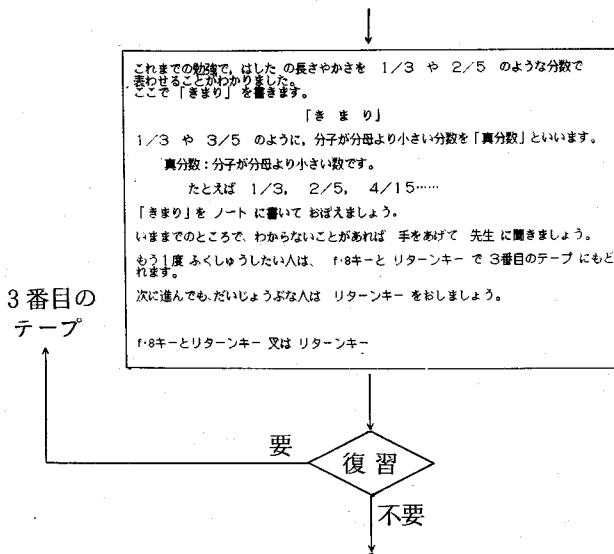 これまでの勉強で，はした の長さやかさを 1/3 や 2/5 のような分数で
表わせることがわかりました。
ここで「きまり」を書きます。
「き ま り」
1/3 や 3/5 のように，分子が分母より小さい分数を「真分数」といいます。
真分数：分子が分母より小さい数です。
たとえば 1/3， 2/5， 4/15……
「きまり」を ノート に書いて おぼえましょう。
いままでのところで、わからないことがあれば 手をあげて 先生 に聞きましょう。
もう1度 ふくしゅうしたい人は、 f･8キーと リターンキー で 3番目のテープ にもど
れます。
次に進んでも､だいじょうぶな人は リターンキー をおしましょう。
f･8キーとリターンキー 又は リターンキー
3番目の
テープ
要
復習
不要